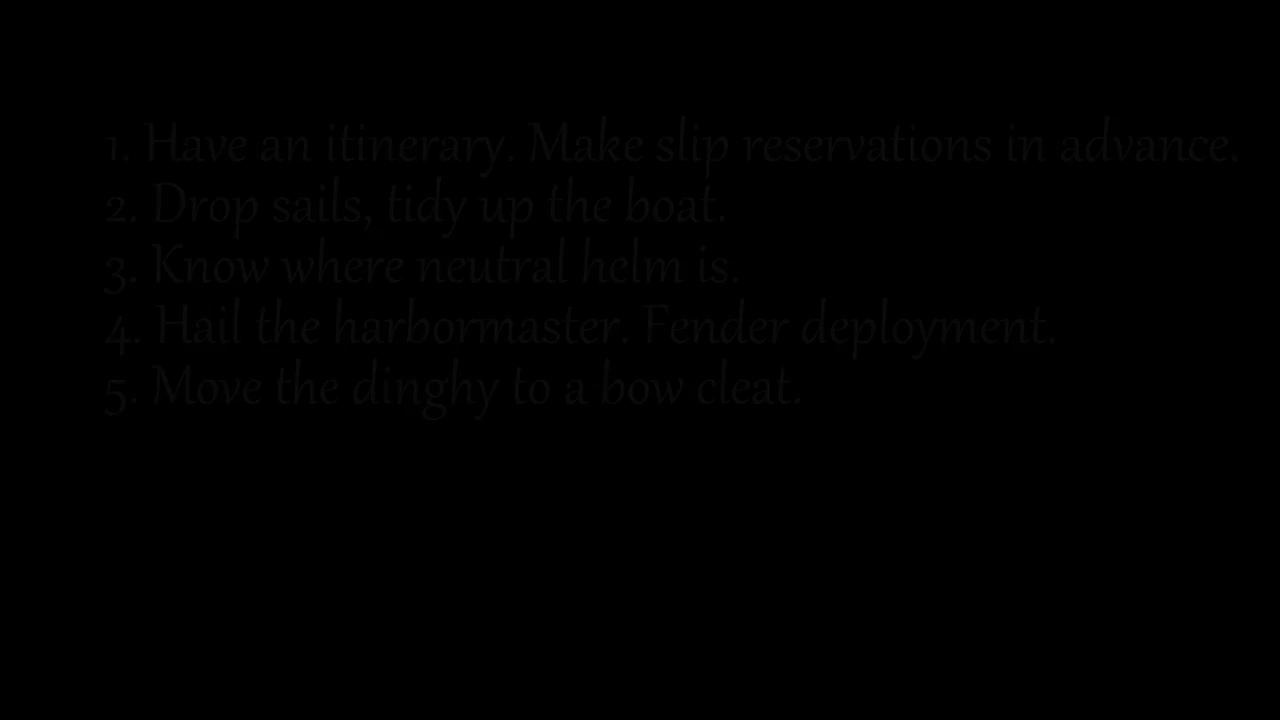 1. Have an itinerary. Make slip reservations in advance.
2. Drop sails, tidy up the boat.
3. Know where neutral helm is.
4. Hail the harbormaster. Fender deployment.
5. Move the dinghy to a bow cleat.